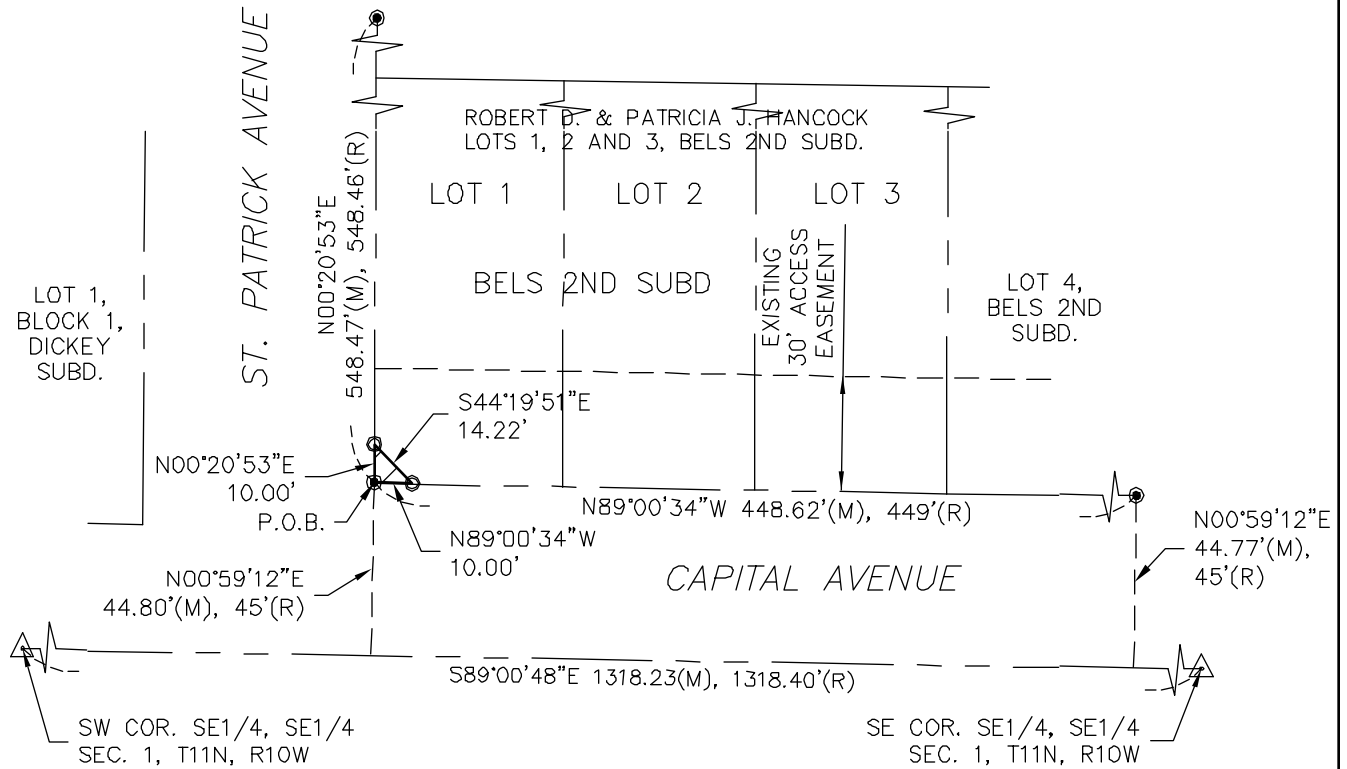 ST. PATRICK AVENUE
ROBERT D. & PATRICIA J. HANCOCK
LOTS 1, 2 AND 3, BELS 2ND SUBD.
LOT 1
LOT 2
LOT 3
N00°20'53"E
548.47'(M), 548.46'(R)
BELS 2ND SUBD
EXISTING
30' ACCESS
EASEMENT
LOT 1,
BLOCK 1,
DICKEY
SUBD.
LOT 4,
BELS 2ND
SUBD.
S44°19'51"E
14.22'
N00°20'53"E
10.00'
P.O.B.
N89°00'34"W 448.62'(M), 449'(R)
N89°00'34"W
10.00'
N00°59'12"E
44.77'(M),
45'(R)
N00°59'12"E
44.80'(M), 45'(R)
CAPITAL AVENUE
S89°00'48"E 1318.23(M), 1318.40'(R)
SW COR. SE1/4, SE1/4
SEC. 1, T11N, R10W
SE COR. SE1/4, SE1/4
SEC. 1, T11N, R10W